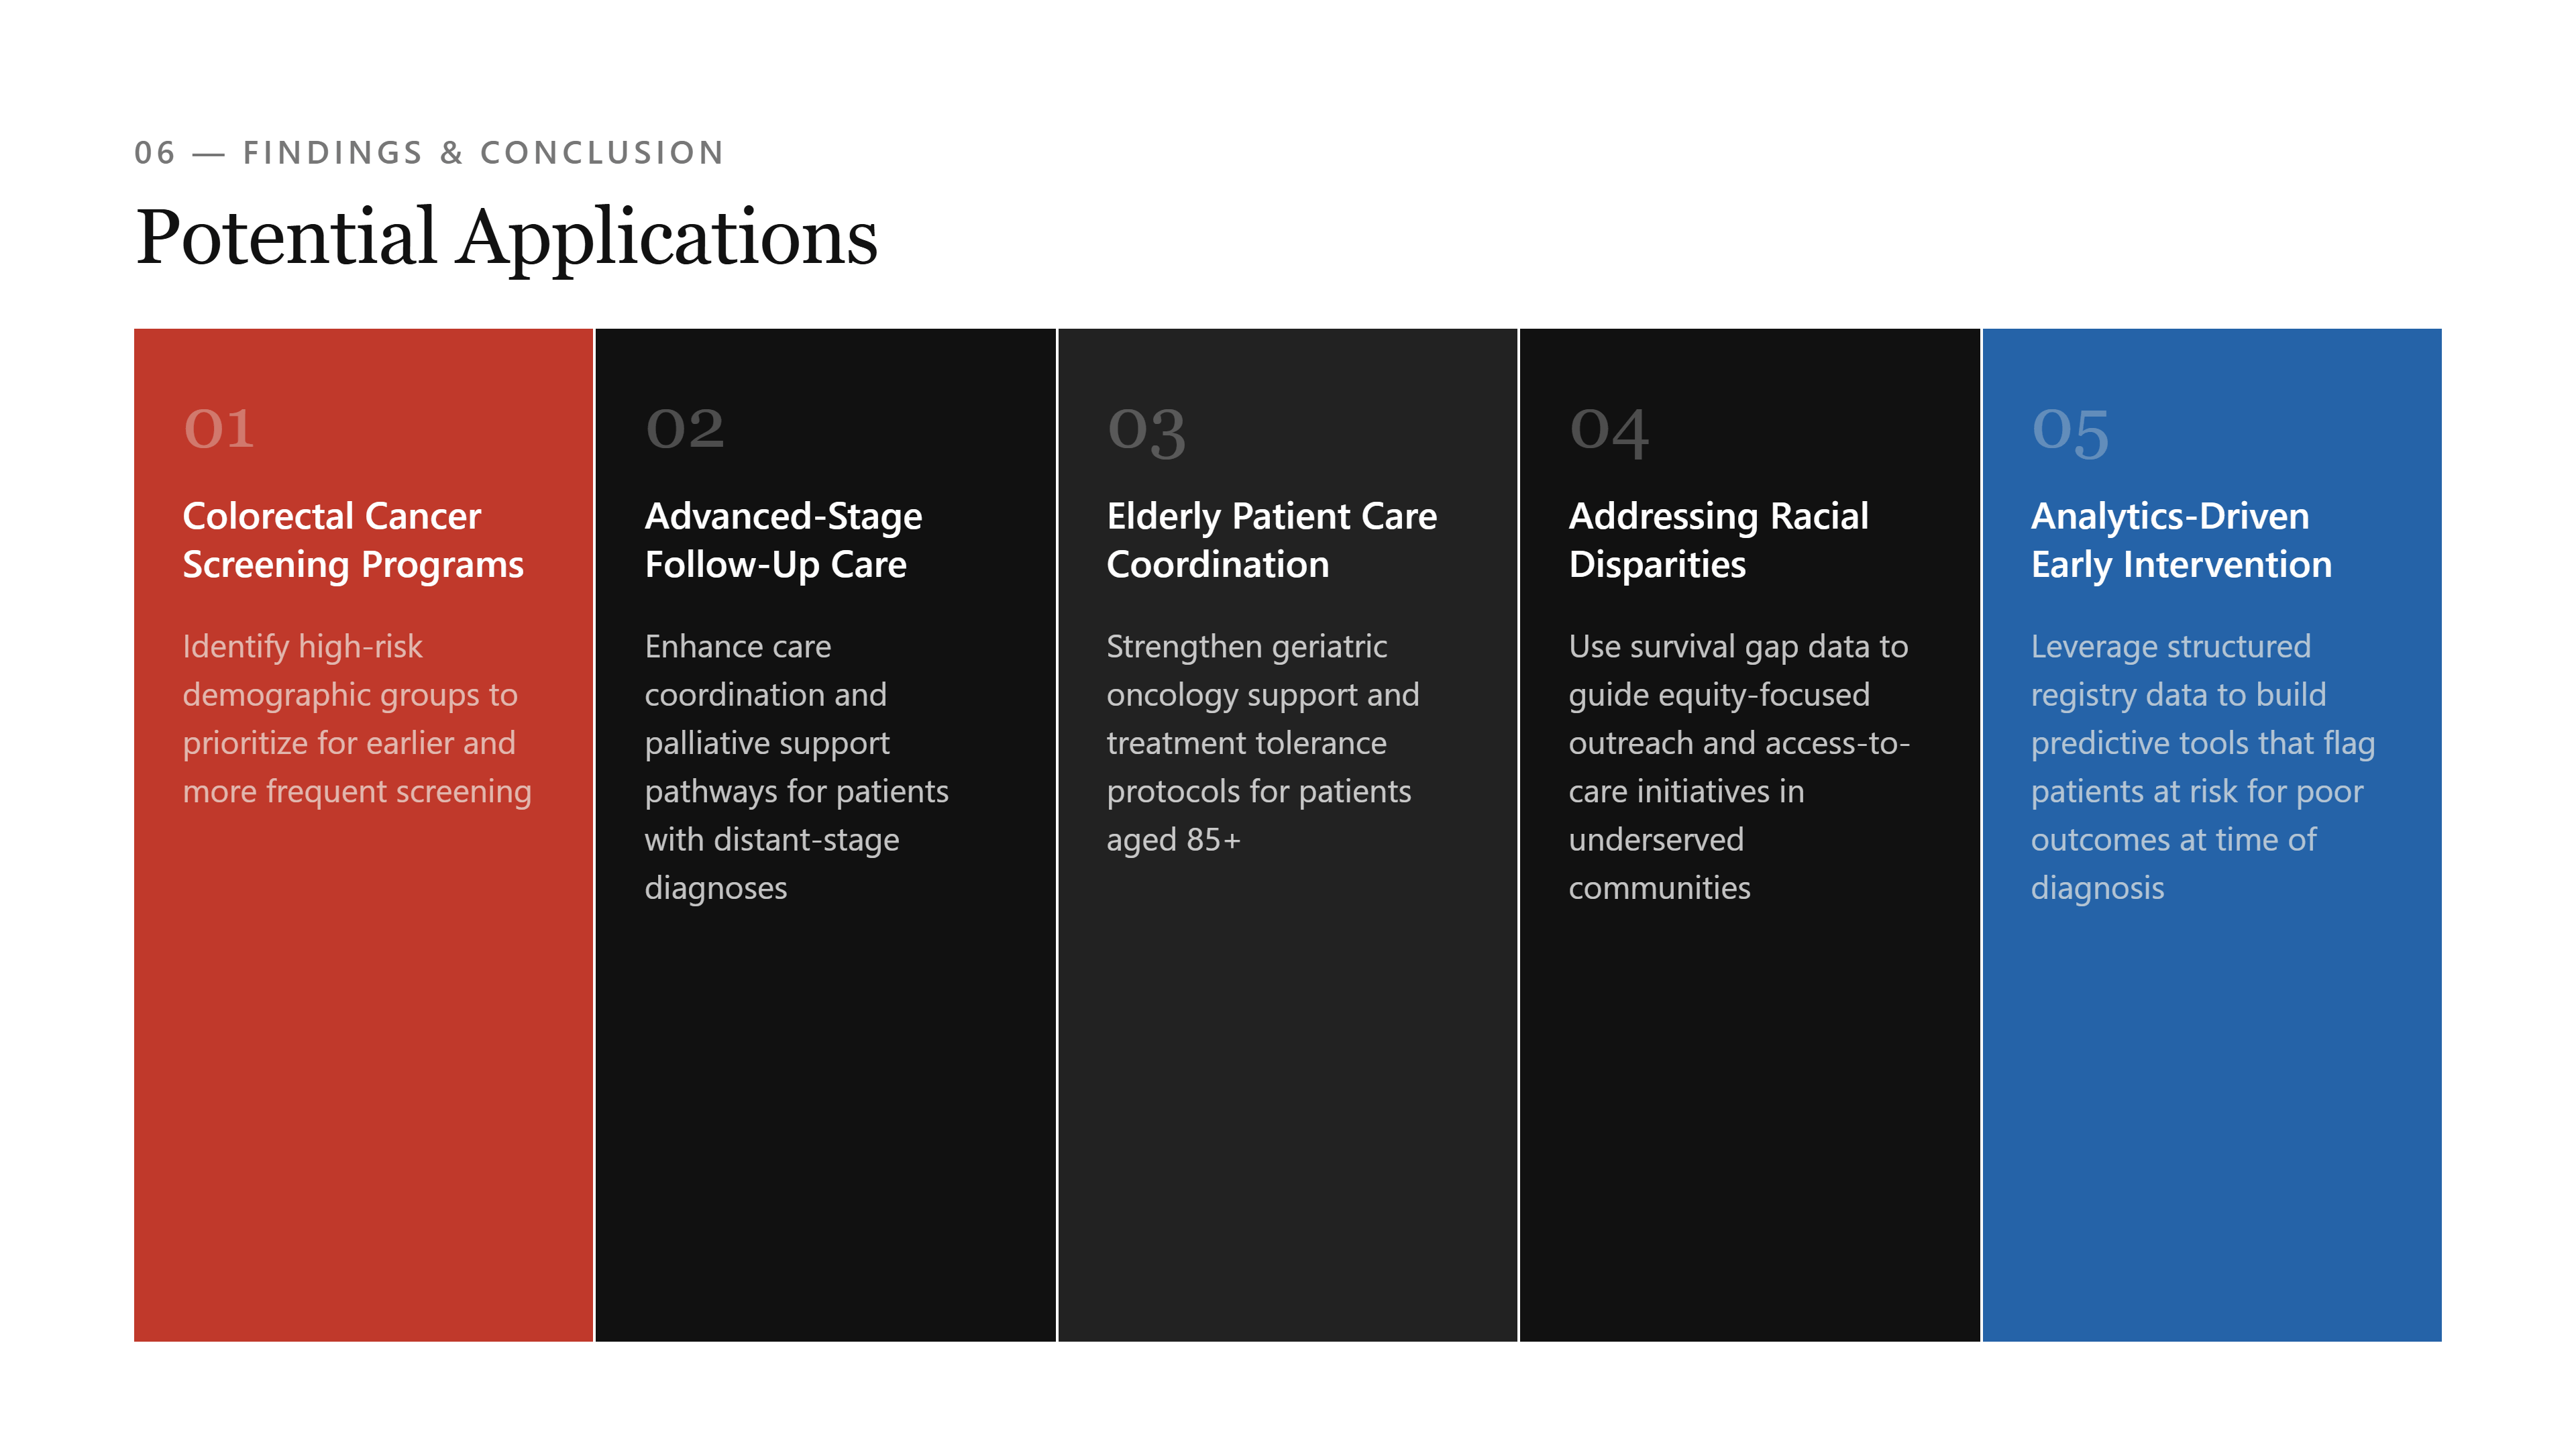 06 — FINDINGS & CONCLUSION
Potential Applications
01
Colorectal Cancer
Screening Programs
Identify high-risk
demographic groups to
prioritize for earlier and
more frequent screening
02
Advanced-Stage
Follow-Up Care
Enhance care
coordination and
palliative support
pathways for patients
with distant-stage
diagnoses
03
Elderly Patient Care
Coordination
Strengthen geriatric
oncology support and
treatment tolerance
protocols for patients
aged 85+
04
Addressing Racial
Disparities
Use survival gap data to
guide equity-focused
outreach and access-to-
care initiatives in
underserved
communities
05
Analytics-Driven
Early Intervention
Leverage structured
registry data to build
predictive tools that flag
patients at risk for poor
outcomes at time of
diagnosis